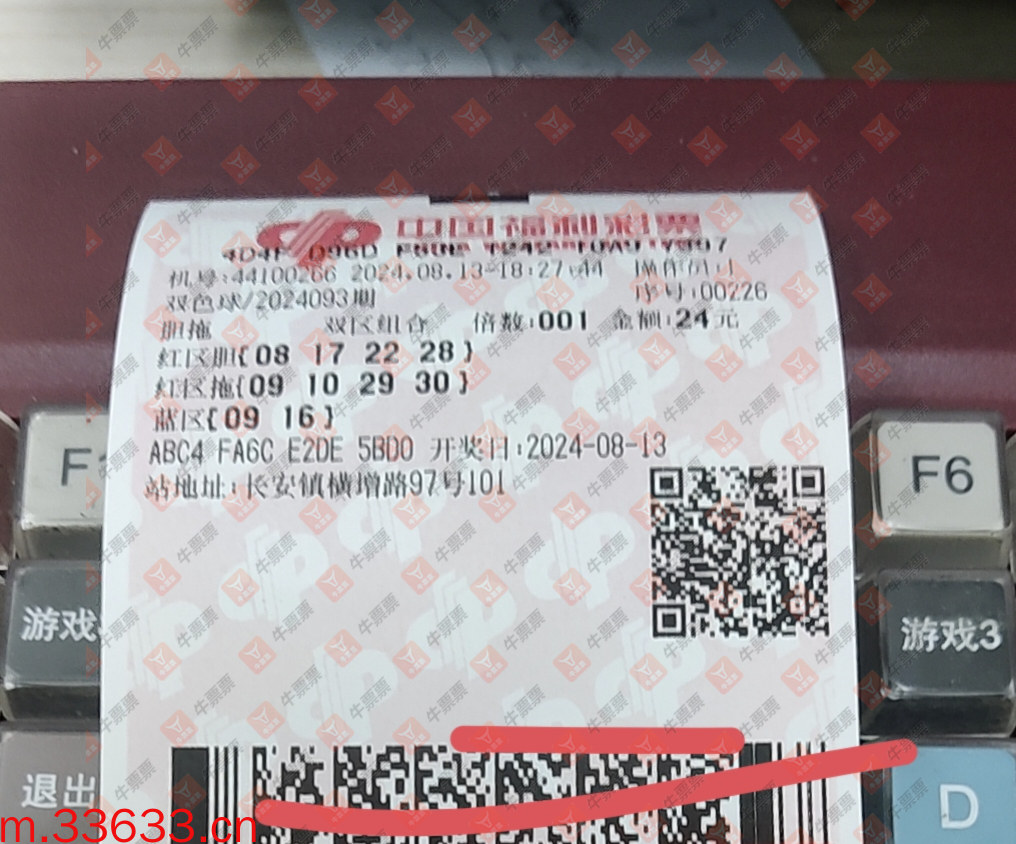 中国福利彩票
机号:44100266 2024.08.13-18:27:44 操作员:1
双色球/2024093期 序号:00226
胆拖 双区组合 倍数:001 金额:24元
红区胆{08 17 22 28}
红区拖{09 10 29 30}
蓝区{09 16}
ABC4 FA6C E2DE 5BD0 开奖日:2024-08-13
站地址:长安镇横增路97号101
F6
游戏
游戏3
退出
D
m.33633.cn
牛票票